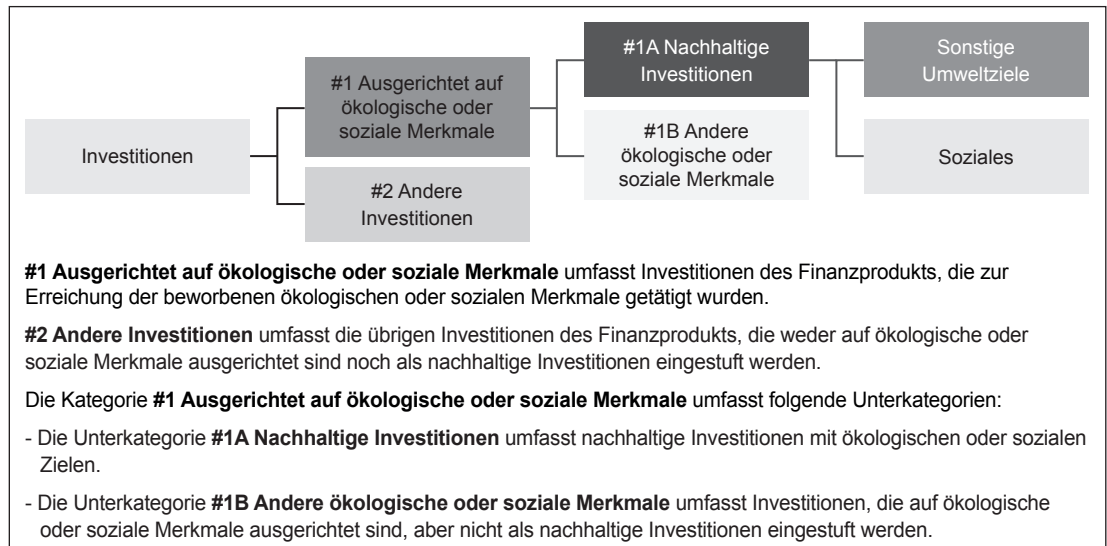 #1A Nachhaltige
Investitionen
Sonstige
Umweltziele
#1 Ausgerichtet auf
ökologische oder
soziale Merkmale
#1B Andere
ökologische oder
soziale Merkmale
Investitionen
Soziales
#2 Andere
Investitionen
#1 Ausgerichtet auf ökologische oder soziale Merkmale umfasst Investitionen des Finanzprodukts, die zur
Erreichung der beworbenen ökologischen oder sozialen Merkmale getätigt wurden.
#2 Andere Investitionen umfasst die übrigen Investitionen des Finanzprodukts, die weder auf ökologische oder
soziale Merkmale ausgerichtet sind noch als nachhaltige Investitionen eingestuft werden.
Die Kategorie #1 Ausgerichtet auf ökologische oder soziale Merkmale umfasst folgende Unterkategorien:
- Die Unterkategorie #1A Nachhaltige Investitionen umfasst nachhaltige Investitionen mit ökologischen oder sozialen
Zielen.
- Die Unterkategorie #1B Andere ökologische oder soziale Merkmale umfasst Investitionen, die auf ökologische
oder soziale Merkmale ausgerichtet sind, aber nicht als nachhaltige Investitionen eingestuft werden.